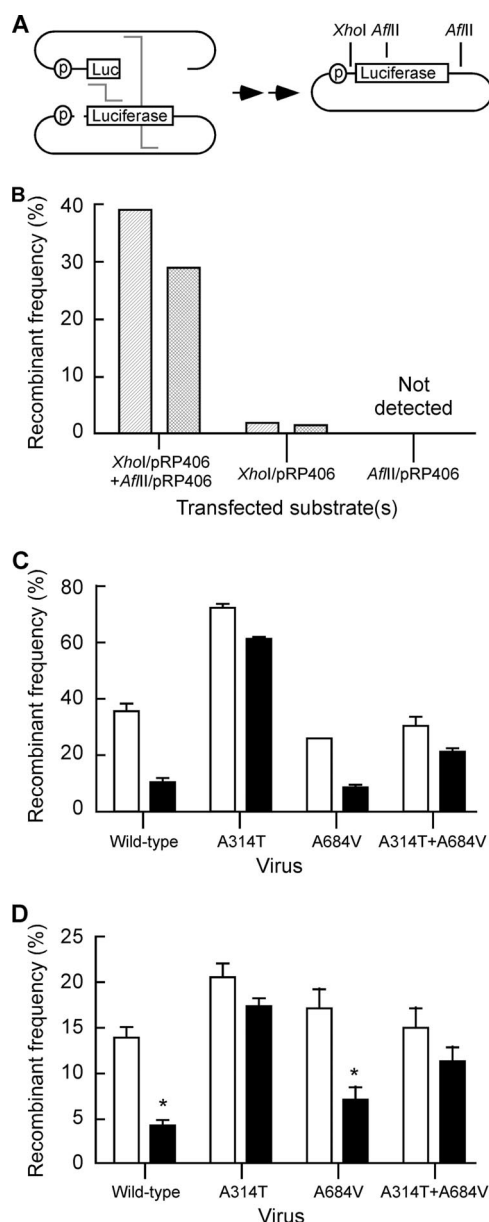 A
XhoI AflII AflII
p Luc
p Luciferase
p Luciferase
B
Recombinant frequency (%)
40
30
20
10
0
Not
detected
XhoI/pRP406
+AflII/pRP406
XhoI/pRP406
AflII/pRP406
Transfected substrate(s)
C
Recombinant frequency (%)
80
60
40
20
0
Wild-type A314T A684V A314T+A684V
Virus
D
Recombinant frequency (%)
25
20
15
10
5
0
* *
Wild-type A314T A684V A314T+A684V
Virus